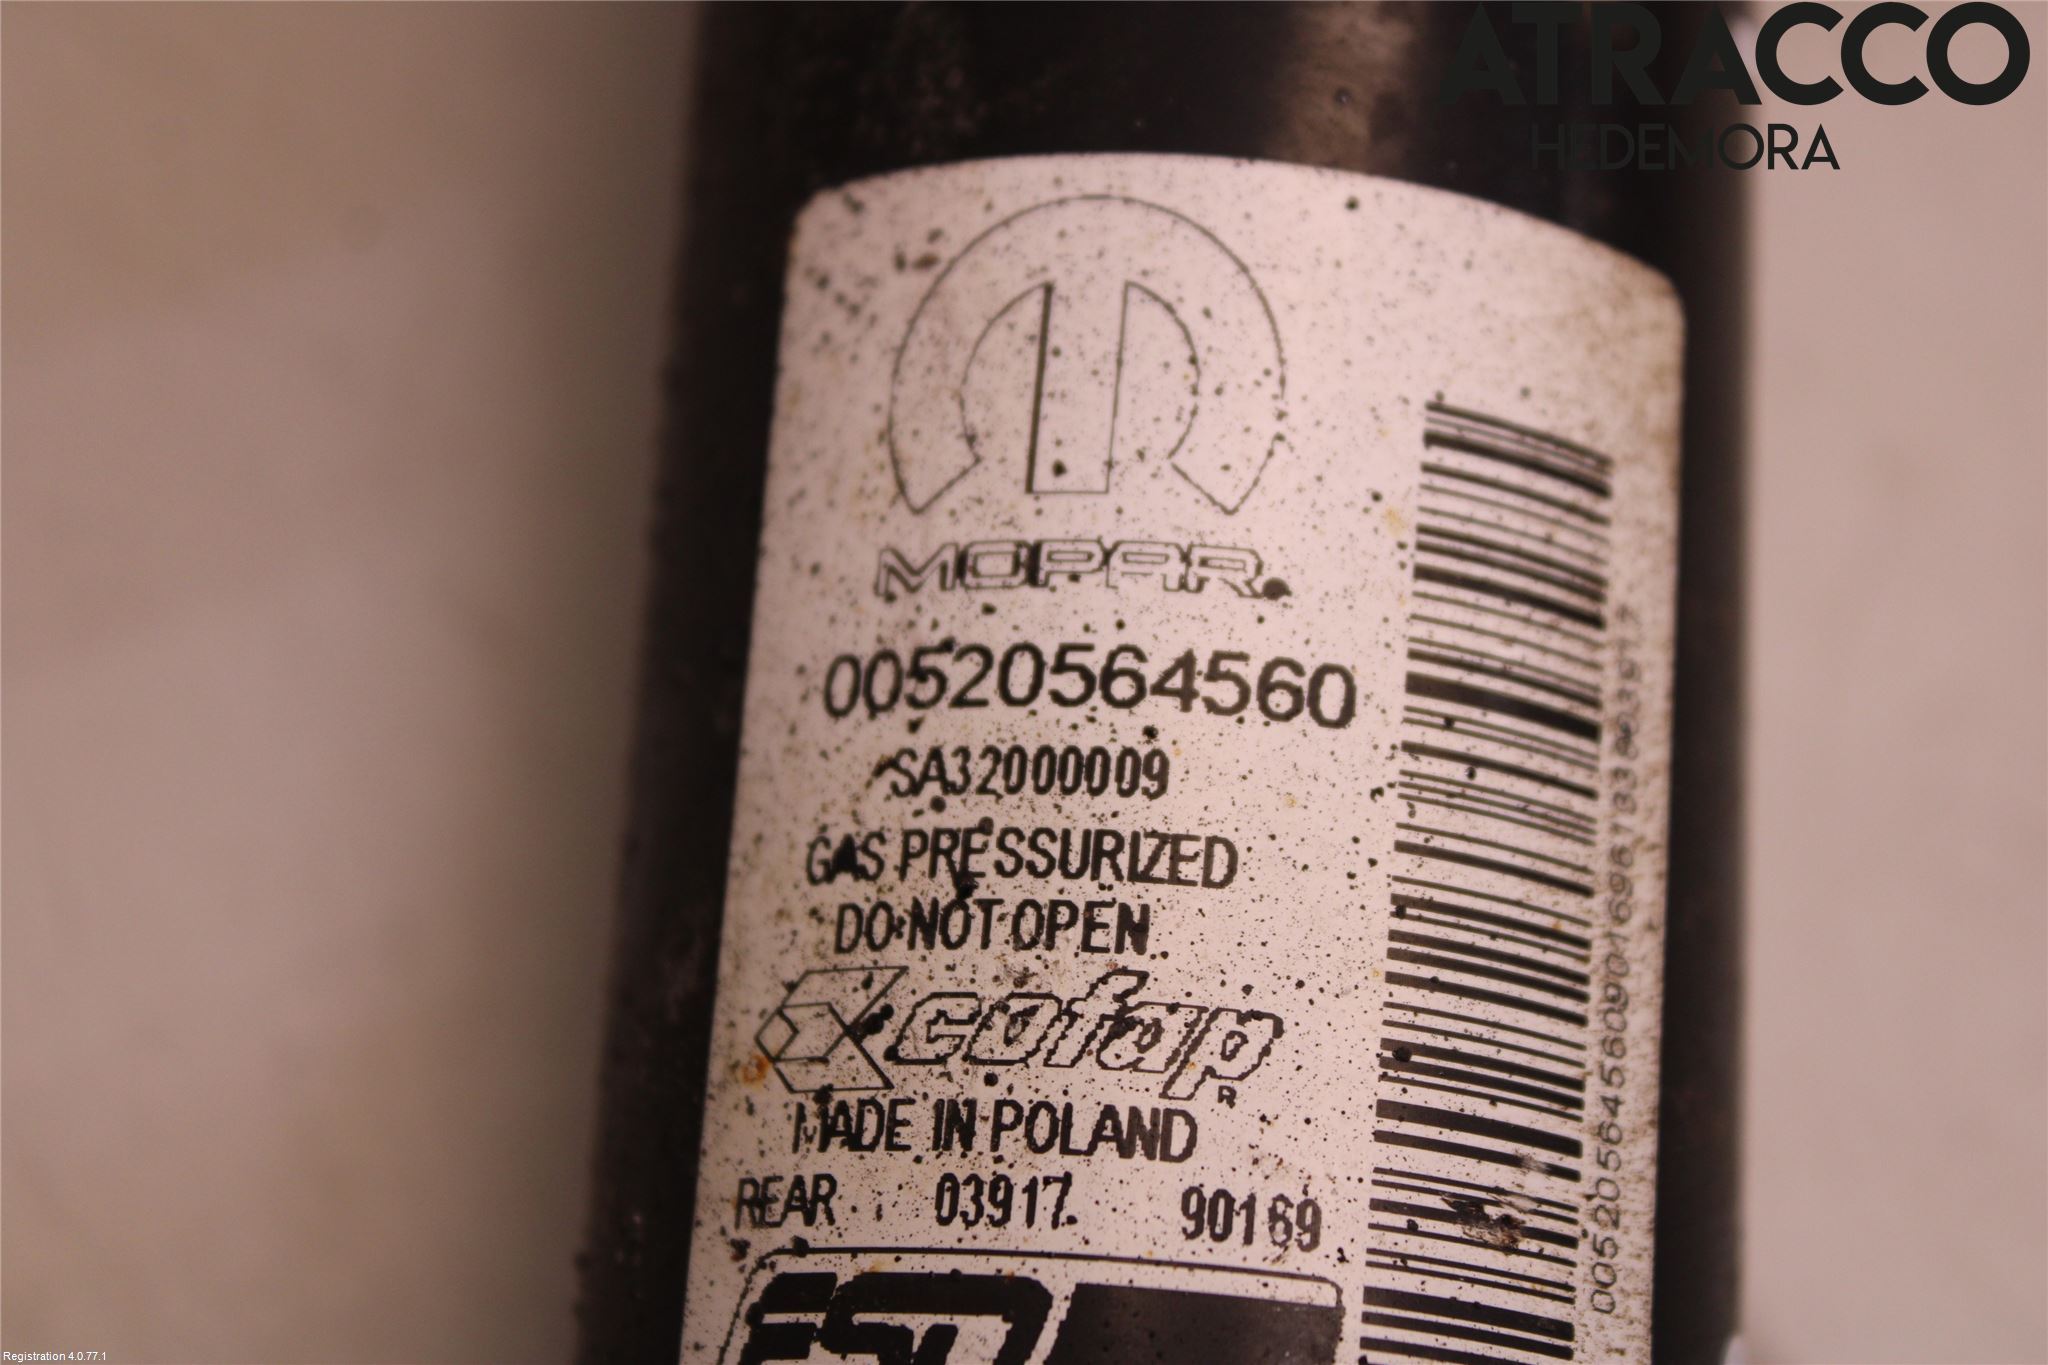 ATRACCO
HEDEMORA
MOPAR
00520564560
SA32000009
GAS PRESSURIZED
DO NOT OPEN
cofap
R
MADE IN POLAND
REAR 03917 90169
FSD
Registration 4.0.77.1